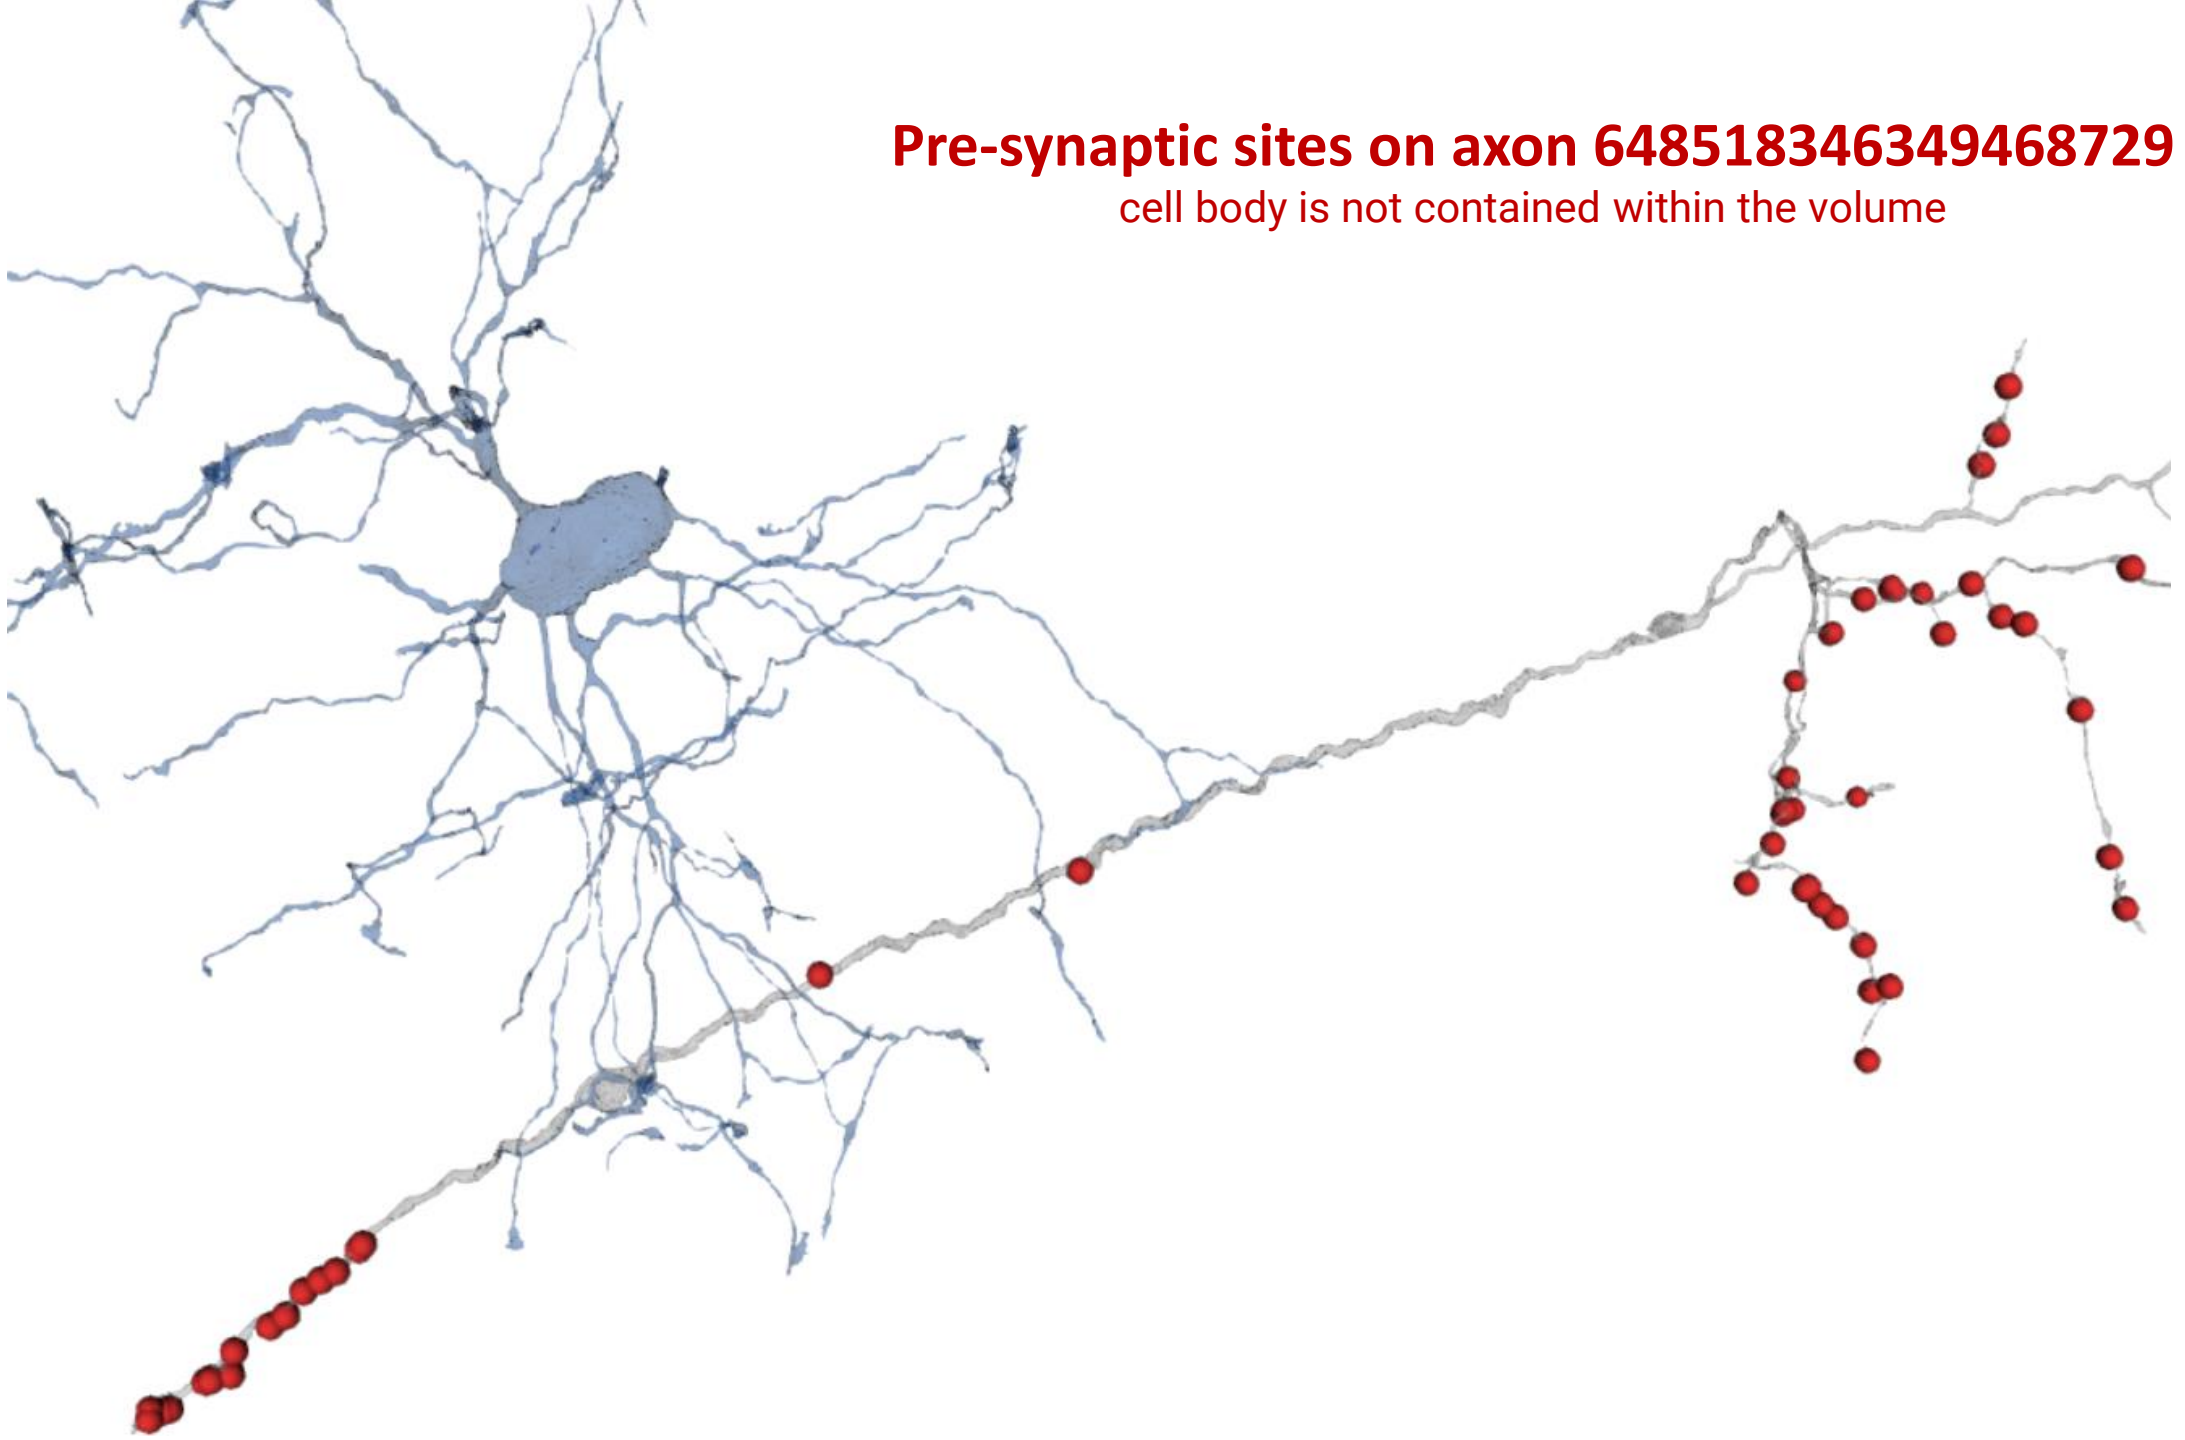 Pre-synaptic sites on axon 648518346349468729
cell body is not contained within the volume